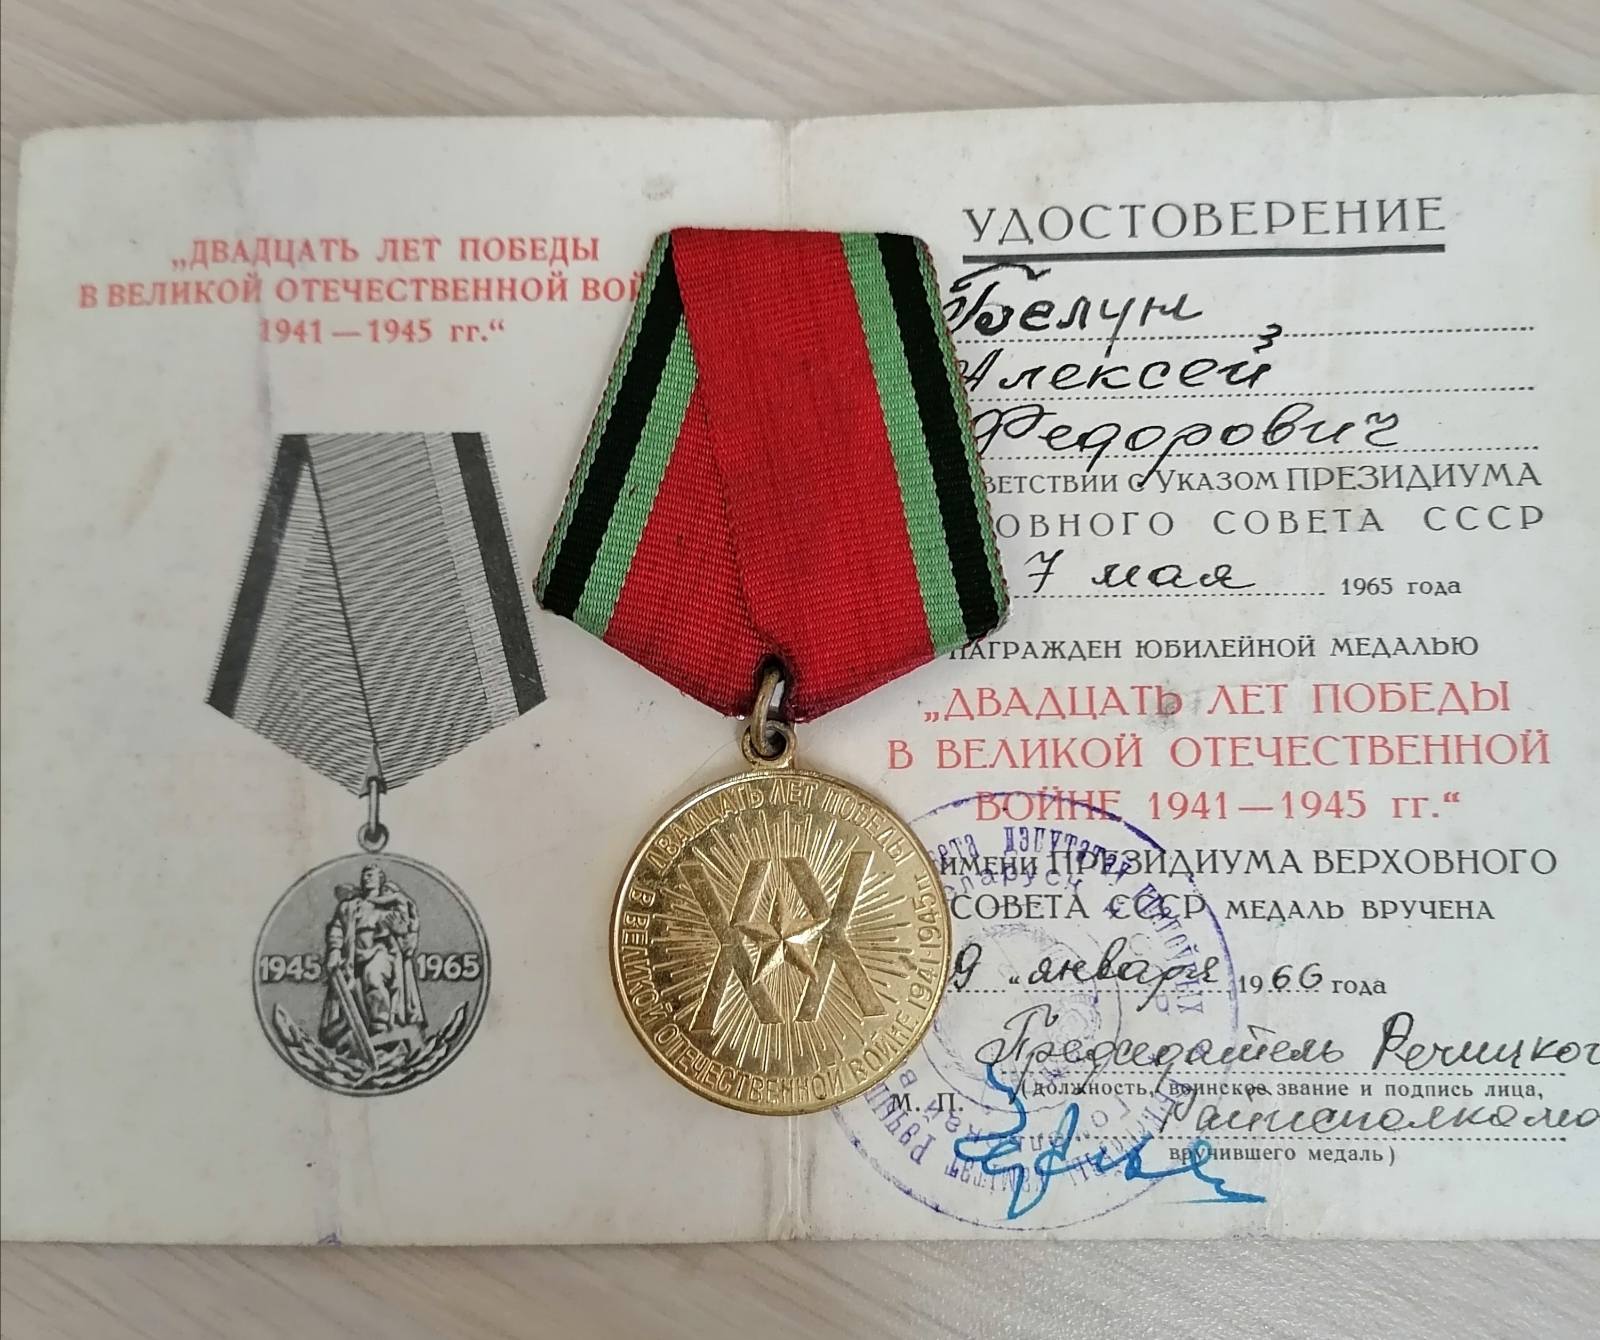 „ДВАДЦАТЬ ЛЕТ ПОБЕДЫ
В ВЕЛИКОЙ ОТЕЧЕСТВЕННОЙ ВОЙ
1941 — 1945 гг.“
1945 1965
ДВАДЦАТЬ ЛЕТ ПОБЕДЫ
В ВЕЛИКОЙ ОТЕЧЕСТВЕННОЙ ВОЙНЕ 1941-1945гг
XX
УДОСТОВЕРЕНИЕ
Белун
Алексей
Федорович
ВЕТСТВИИ С УКАЗОМ ПРЕЗИДИУМА
ОВНОГО СОВЕТА СССР
7 мая 1965 года
НАГРАЖДЕН ЮБИЛЕЙНОЙ МЕДАЛЬЮ
„ДВАДЦАТЬ ЛЕТ ПОБЕДЫ
В ВЕЛИКОЙ ОТЕЧЕСТВЕННОЙ
ВОЙНЕ 1941 — 1945 гг.“
ИМЕНИ ПРЕЗИДИУМА ВЕРХОВНОГО
СОВЕТА СССР МЕДАЛЬ ВРУЧЕНА
9 „ января 1966 года
Председатель Речицког
(должность, воинское звание и подпись лица,
М. П.
Райисполкома
вручившего медаль)